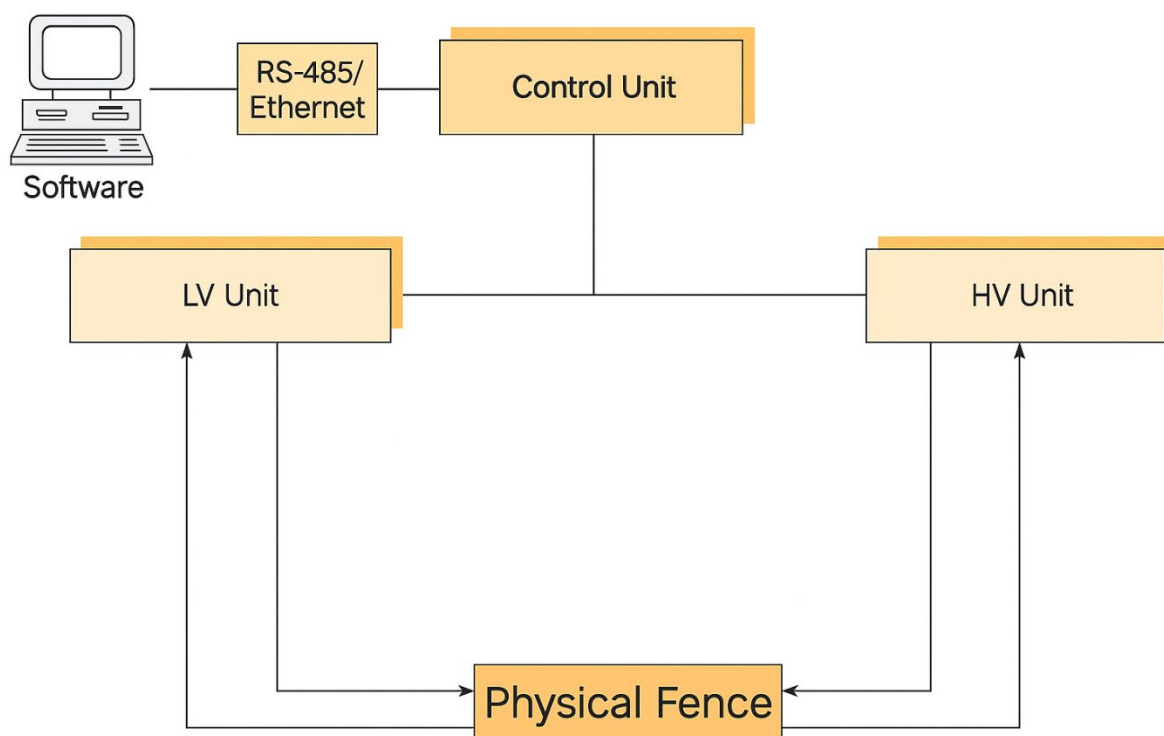 RS-485/
Ethernet
Control Unit
Software
LV Unit
HV Unit
Physical Fence